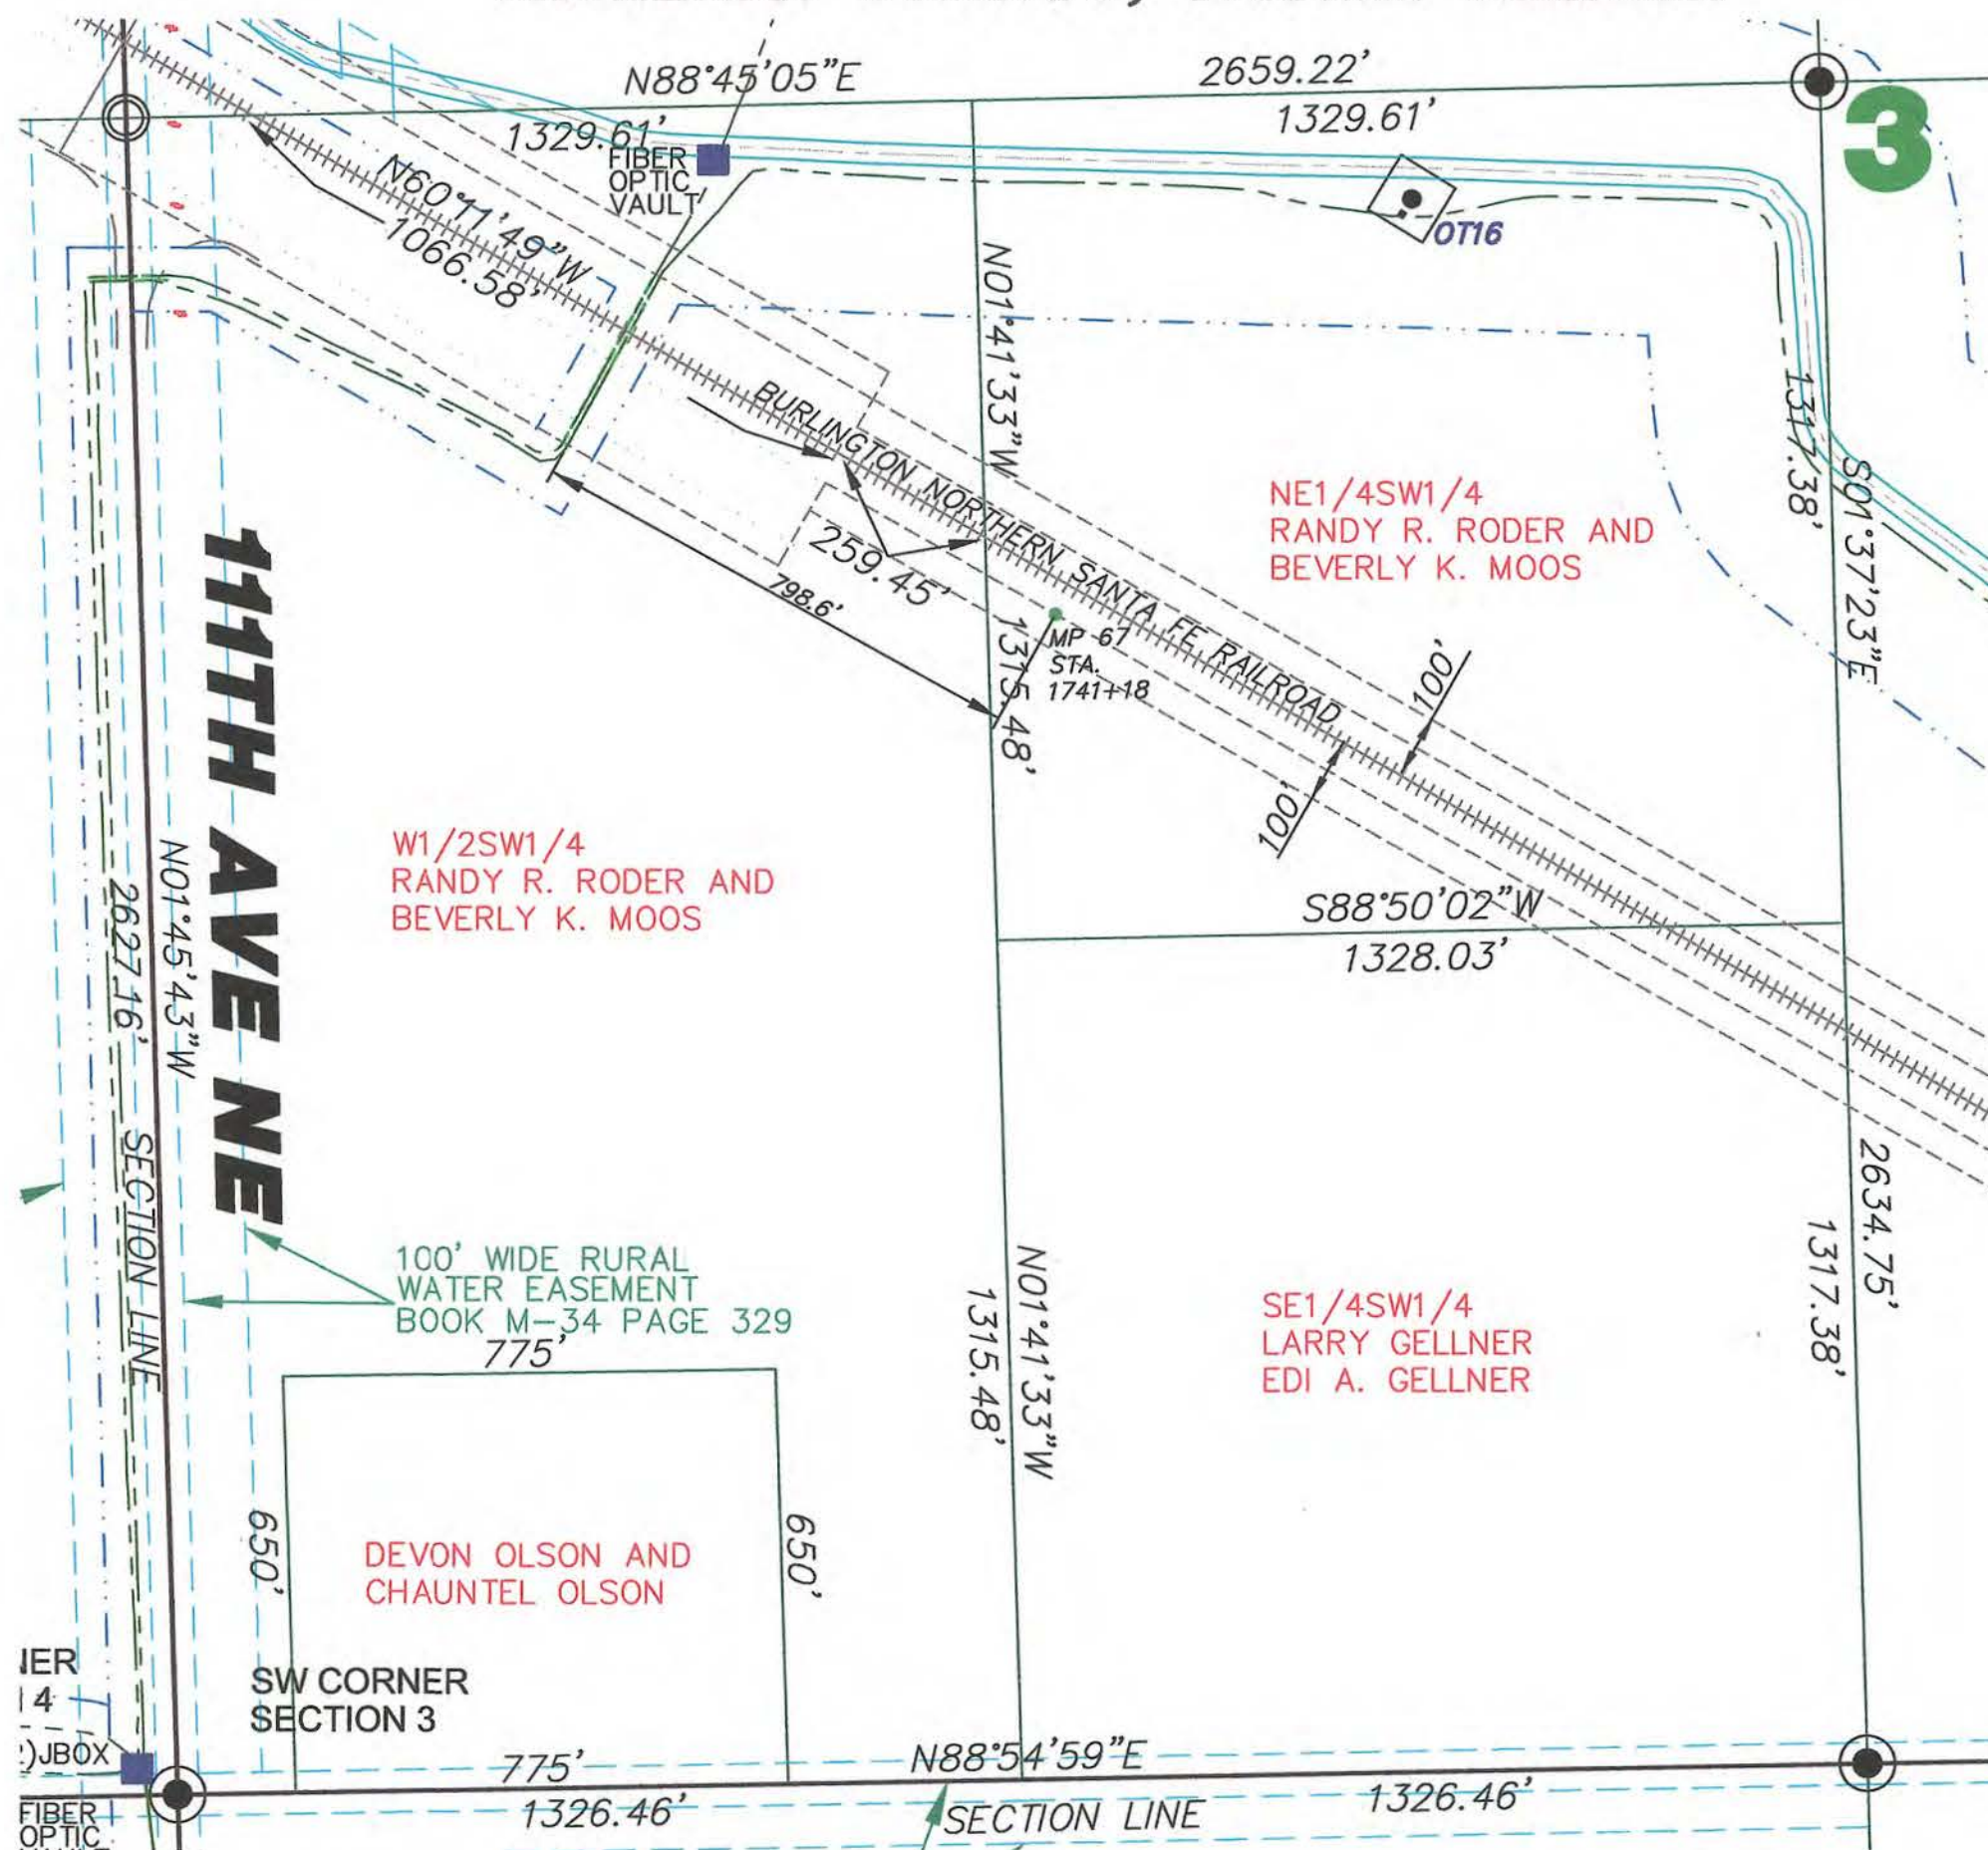 N88°45'05"E
2659.22'
1329.61'
1329.61'
3
FIBER
OPTIC
VAULT
N60°11'49"W
1066.58'
OT16
N01°41'33"W
1317.38'
BURLINGTON NORTHERN SANTA FE RAILROAD
NE1/4SW1/4
RANDY R. RODER AND
BEVERLY K. MOOS
S01°37'23"E
259.45'
798.6'
MP 67
STA.
1741+18
1315.48'
100'
100'
111TH AVE NE
W1/2SW1/4
RANDY R. RODER AND
BEVERLY K. MOOS
S88°50'02"W
1328.03'
N01°45'43"W
2627.16'
SECTION LINE
2634.75'
1317.38'
100' WIDE RURAL
WATER EASEMENT
BOOK M-34 PAGE 329
775'
N01°41'33"W
1315.48'
SE1/4SW1/4
LARRY GELLNER
EDI A. GELLNER
650'
650'
DEVON OLSON AND
CHAUNTEL OLSON
SW CORNER
SECTION 3
4
JBOX
775'
N88°54'59"E
1326.46'
1326.46'
SECTION LINE
FIBER
OPTIC